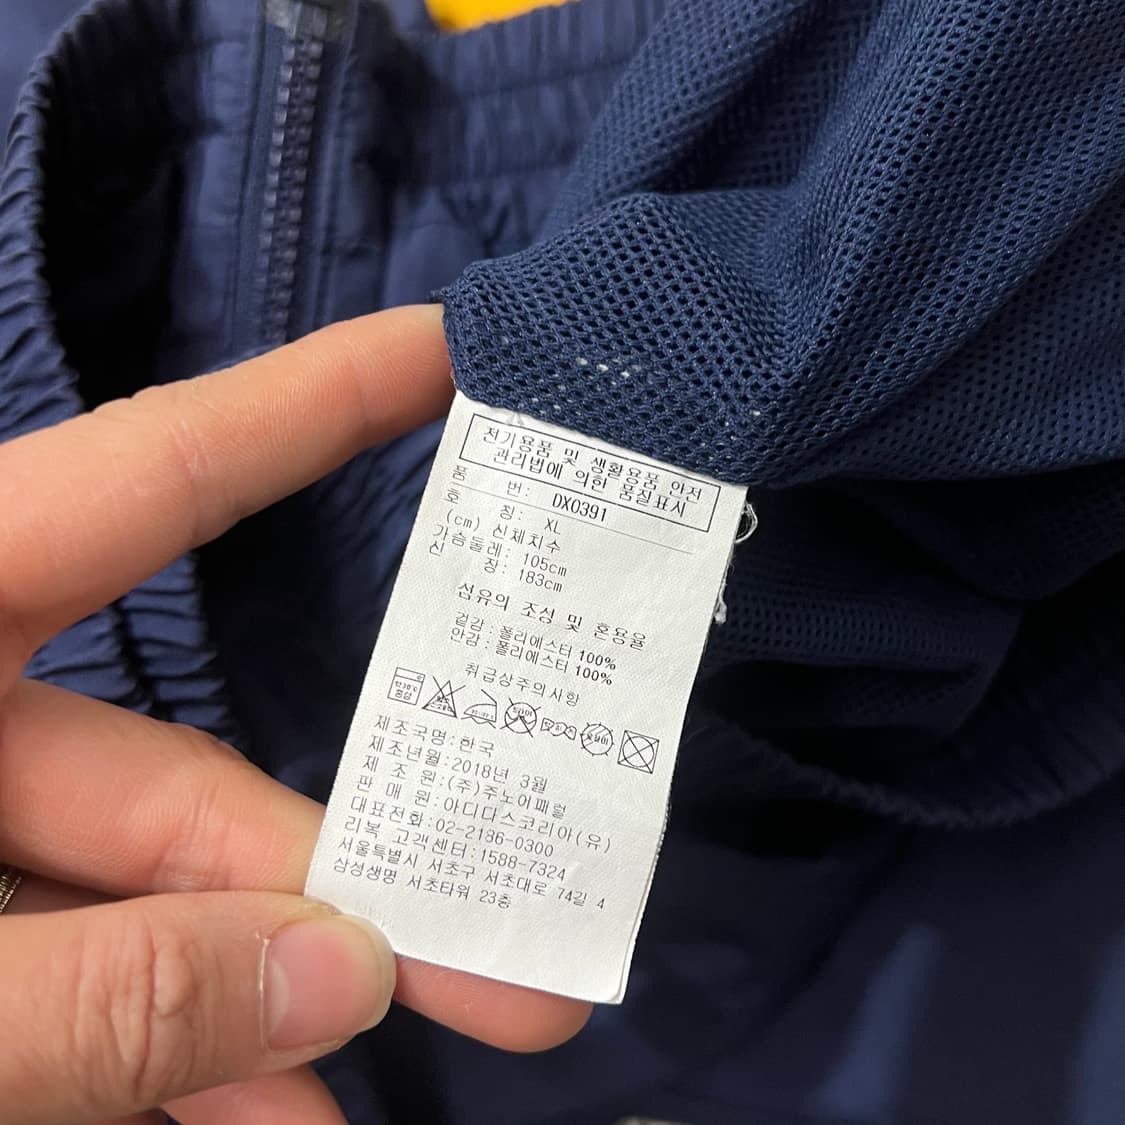 전기용품 및 생활용품 안전
관리법에 의한 품질표시
품 번: DX0391
호 칭: XL
(cm) 신체치수
가슴둘레: 105cm
신 장: 183cm
섬유의 조성 및 혼용율
겉감 : 폴리에스터 100%
안감 : 폴리에스터 100%
취급상주의사항
제조국명:한국
제조년월:2018년 3월
제 조 원:(주)주노어패럴
판 매 원:아디다스코리아(유)
대표전화:02-2186-0300
리복 고객센터:1588-7324
서울특별시 서초구 서초대로 74길 4
삼성생명 서초타워 23층